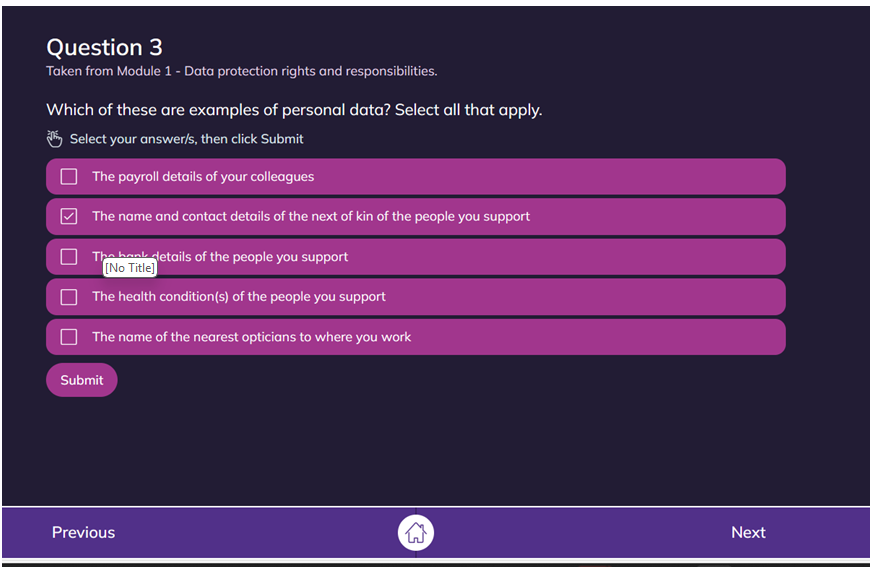 Question 3
Taken from Module 1 - Data protection rights and responsibilities.
Which of these are examples of personal data? Select all that apply.
Select your answer/s, then click Submit
The payroll details of your colleagues
The name and contact details of the next of kin of the people you support
The bank details of the people you support
[No Title]
The health condition(s) of the people you support
The name of the nearest opticians to where you work
Submit
Previous
Next